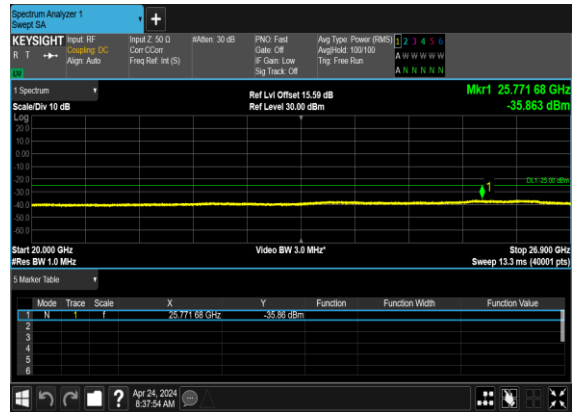 Spectrum Analyzer 1
Swept SA
+
KEYSIGHT Input: RF Input Z: 50 Ω #Atten: 30 dB PNO: Fast Avg Type: Power (RMS) 1 2 3 4 5 6
R T Coupling: DC Corr CCorr Gate: Off Avg|Hold: 100/100 A W W W W W
Align: Auto Freq Ref: Int (S) IF Gain: Low Trig: Free Run
Sig Track: Off A N N N N N
1 Spectrum Ref Lvl Offset 15.59 dB Mkr1 25.771 68 GHz
Scale/Div 10 dB Ref Level 30.00 dBm -35.863 dBm
Log
20.0
10.0
0.00
-10.0
-20.0
DL1 -25.00 dBm
1
-30.0
-40.0
-50.0
-60.0
Start 20.000 GHz Video BW 3.0 MHz* Stop 26.900 GHz
#Res BW 1.0 MHz Sweep 13.3 ms (40001 pts)
5 Marker Table
Mode Trace Scale X Y Function Function Width Function Value
1 N 1 f 25.771 68 GHz -35.86 dBm
2
3
4
5
6
? Apr 24, 2024
8:37:54 AM